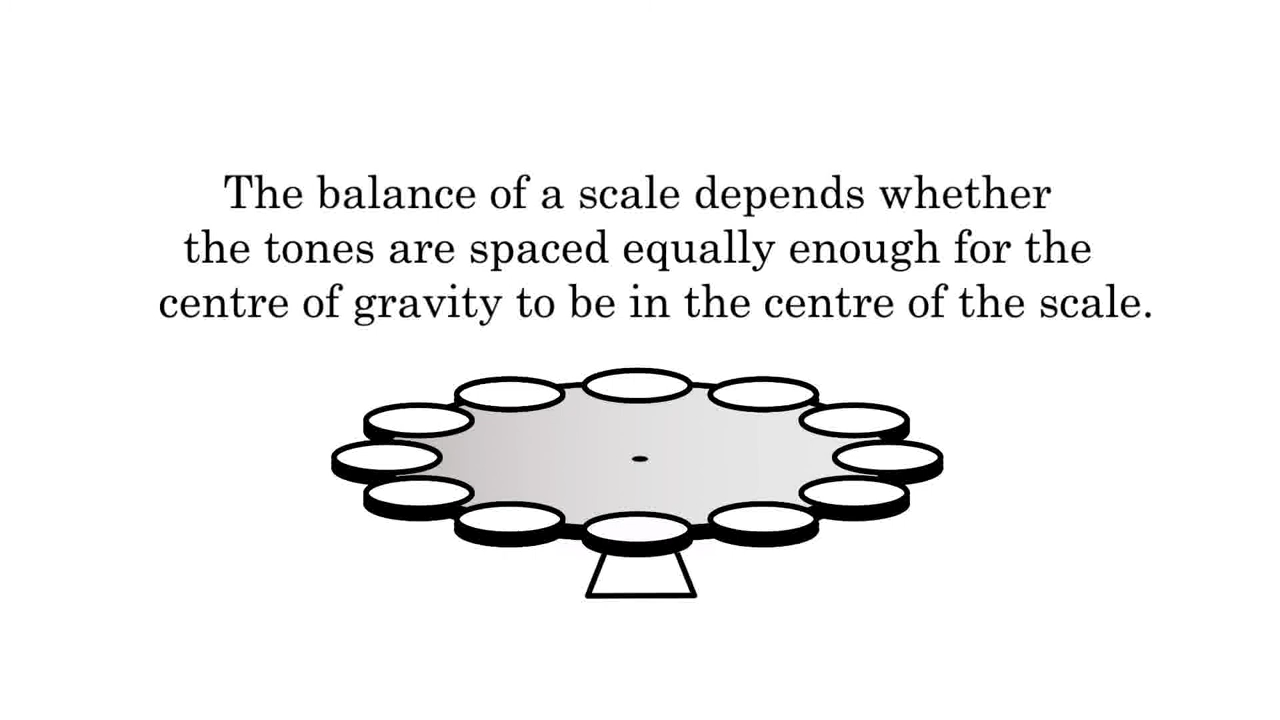 The balance of a scale depends whether
the tones are spaced equally enough for the
centre of gravity to be in the centre of the scale.